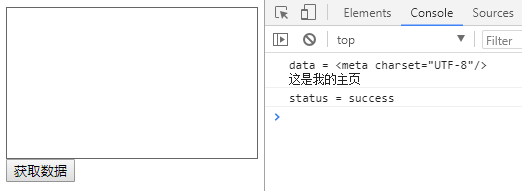 Elements Console Sources
top Filter
data = <meta charset="UTF-8"/>
这是我的主页
status = success
获取数据